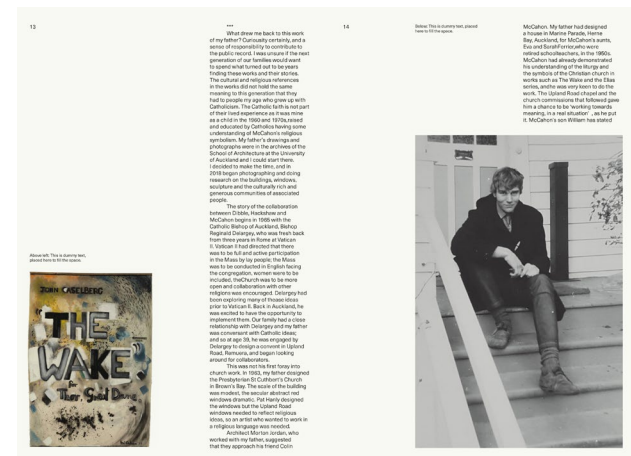 13
***
What drew me back to this work
of my father? Curiousity certainly, and a
sense of responsibility to contribute to
the public record. I was unsure if the next
generation of our families would want
to spend what turned out to be years
finding these works and their stories.
The cultural and religious references
in the works did not hold the same
meaning to this generation that they
had to people my age who grew up with
Catholicism. The Catholic faith is not part
of their lived experience as it was mine
as a child in the 1960 and 1970s,raised
and educated by Catholics having some
understanding of McCahon's religious
symbolism. My father's drawings and
photographs were in the archives of the
School of Architecture at the University
of Auckland and I could start there.
I decided to make the time, and in
2018 began photographing and doing
research on the buildings, windows,
sculpture and the culturally rich and
generous communities of associated
people.
The story of the collaboration
between Dibble, Hackshaw and
McCahon begins in 1965 with the
Catholic Bishop of Auckland, Bishop
Reginald Delargey, who was fresh back
from three years in Rome at Vatican
II. Vatican II had directed that there
was to be full and active participation
in the Mass by lay people; the Mass
was to be conducted in English facing
the congregation, women were to be
included, theChurch was to be more
open and collaboration with other
religions was encouraged. Delargey had
been exploring many of thoase ideas
prior to Vatican II. Back in Auckland, he
was excited to have the opportunity to
implement them. Our family had a close
relationship with Delargey and my father
was conversant with Catholic ideas;
and so at age 39, he was engaged by
Delargey to design a convent in Upland
Road, Remuera, and began looking
around for collaborators.
This was not his first foray into
church work. In 1963, my father designed
the Presbyterian St Cuthbert's Church
in Brown's Bay. The scale of the building
was modest, the secular abstract red
windows dramatic. Pat Hanly designed
the windows but the Upland Road
windows needed to reflect religious
ideas, so an artist who wanted to work in
a religious language was needed.
Architect Morton Jordan, who
worked with my father, suggested
that they approach his friend Colin
Above left: This is dummy text,
placed here to fill the space.
JOHN CASELBERG
"THE
WAKE"
for
Thor, Great Dane
14
Below: This is dummy text, placed
here to fill the space.
McCahon. My father had designed
a house in Marine Parade, Herne
Bay, Auckland, for McCahon's aunts,
Eva and SarahFerrier,who were
retired schoolteachers, in the 1950s.
McCahon had already demonstrated
his understanding of the liturgy and
the symbols of the Christian church in
works such as The Wake and the Elias
series, andhe was very keen to do the
work. The Upland Road chapel and the
church commissions that followed gave
him a chance to be 'working towards
meaning, in a real situation' , as he put
it. McCahon's son William has stated